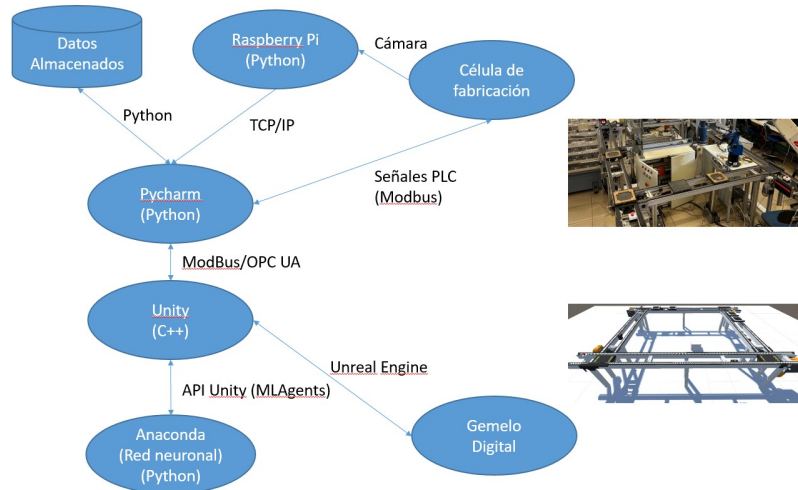 Datos
Almacenados
Raspberry Pi
(Python)
Cámara
Célula de
fabricación
Python
TCP/IP
Señales PLC
(Modbus)
Pycharm
(Python)
ModBus/OPC UA
Unity
(C++)
Unreal Engine
API Unity (MLAgents)
Anaconda
(Red neuronal)
(Python)
Gemelo
Digital